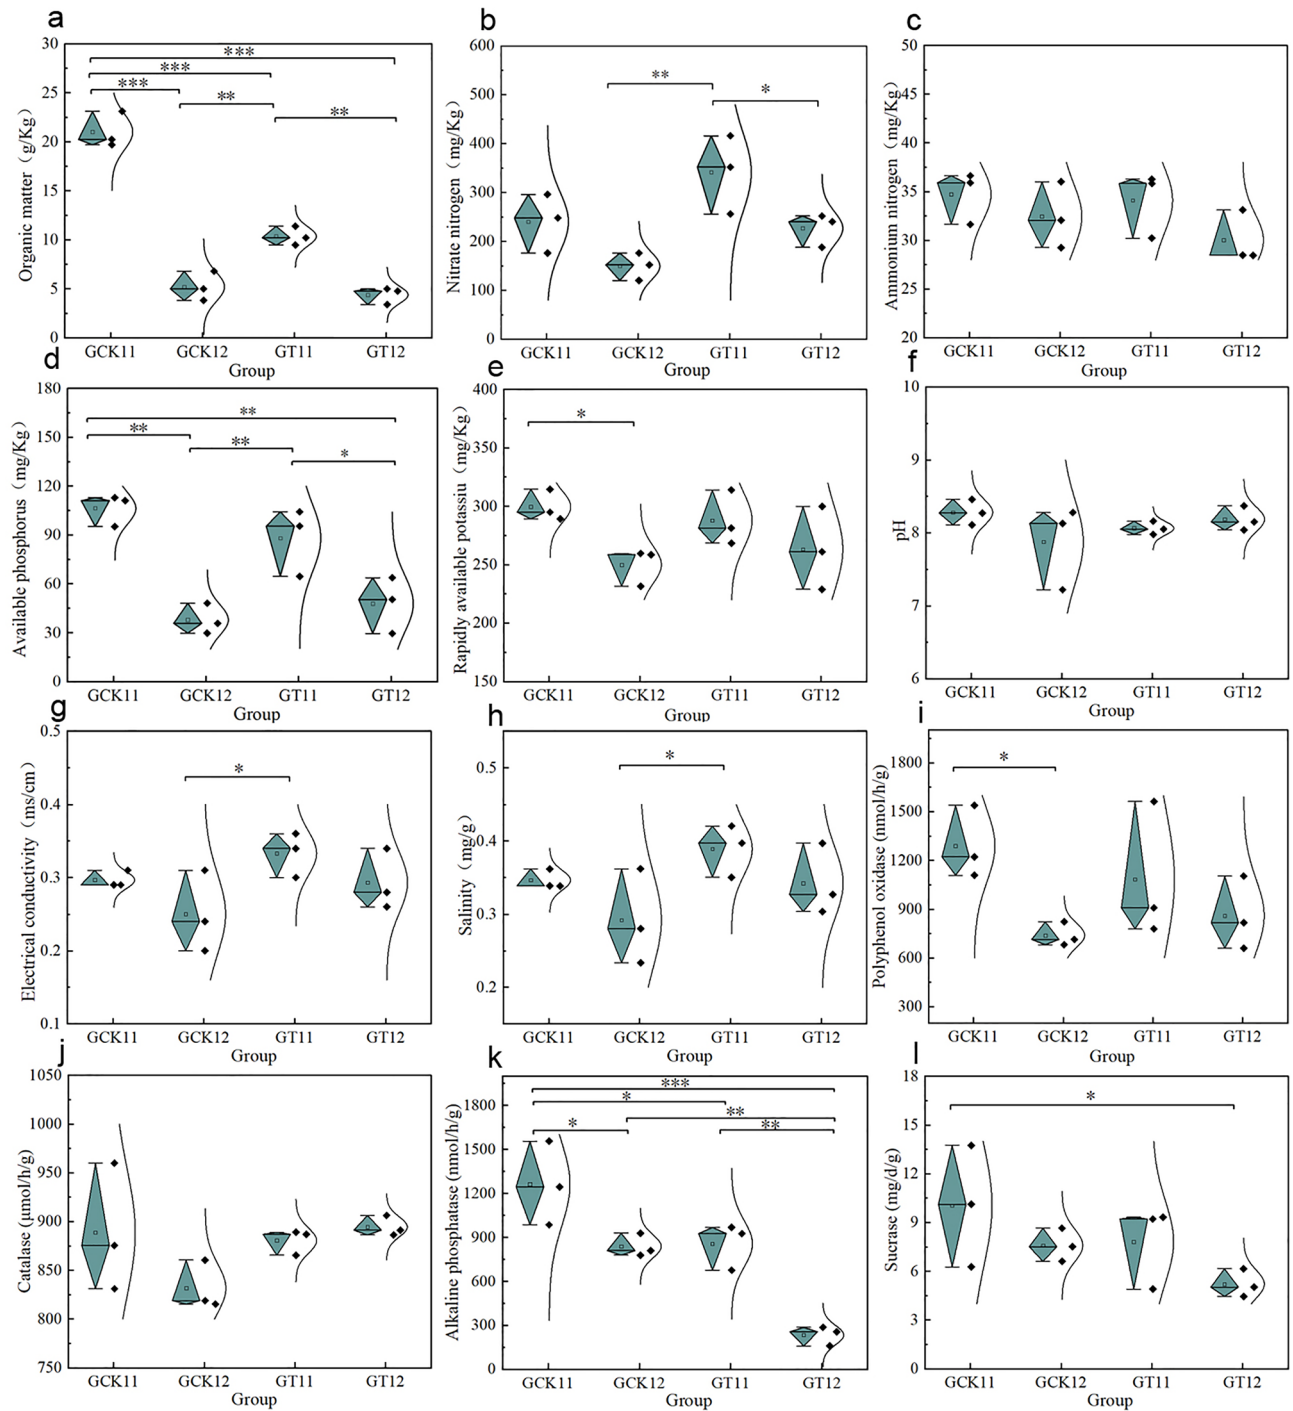 a
Organic matter（g/Kg）
30
25
20
15
10
5
0
***
***
***
**
**
GCK11 GCK12 GT11 GT12
Group
b
Nitrate nitrogen（mg/Kg）
600
500
400
300
200
100
0
**
*
GCK11 GCK12 GT11 GT12
Group
c
Ammonium nitrogen（mg/Kg）
50
45
40
35
30
25
20
GCK11 GCK12 GT11 GT12
Group
d
Available phosphorus（mg/Kg）
180
150
120
90
60
30
0
**
**
**
*
GCK11 GCK12 GT11 GT12
Group
e
Rapidly available potassiu（mg/Kg）
400
350
300
250
200
150
*
GCK11 GCK12 GT11 GT12
Group
f
pH
10
9
8
7
6
GCK11 GCK12 GT11 GT12
Group
g
Electrical conductivity（ms/cm）
0.5
0.4
0.3
0.2
0.1
*
GCK11 GCK12 GT11 GT12
Group
h
Salinity（mg/g）
0.5
0.4
0.3
0.2
*
GCK11 GCK12 GT11 GT12
Group
i
Polyphenol oxidase (nmol/h/g)
1800
1500
1200
900
600
300
*
GCK11 GCK12 GT11 GT12
Group
j
Catalase (μmol/h/g)
1050
1000
950
900
850
800
750
GCK11 GCK12 GT11 GT12
Group
k
Alkaline phosphatase (nmol/h/g)
1800
1500
1200
900
600
300
0
***
*
**
*
**
GCK11 GCK12 GT11 GT12
Group
l
Sucrase (mg/d/g)
18
15
12
9
6
3
0
*
GCK11 GCK12 GT11 GT12
Group